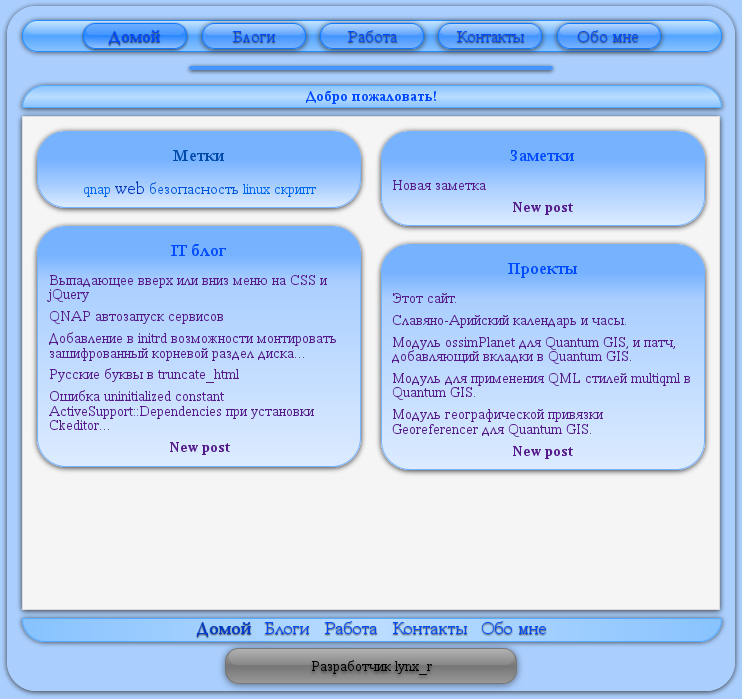 Домой Блоги Работа Контакты Обо мне
Добро пожаловать!
Метки
qnap web безопасность linux скрипт
IT блог
Выпадающее вверх или вниз меню на CSS и
jQuery
QNAP автозапуск сервисов
Добавление в initrd возможности монтировать
зашифрованный корневой раздел диска...
Русские буквы в truncate_html
Ошибка uninitialized constant
ActiveSupport::Dependencies при установки
Ckeditor...
New post
Заметки
Новая заметка
New post
Проекты
Этот сайт.
Славяно-Арийский календарь и часы.
Модуль ossimPlanet для Quantum GIS, и патч,
добавляющий вкладки в Quantum GIS.
Модуль для применения QML стилей multiqml в
Quantum GIS.
Модуль географической привязки
Georeferencer для Quantum GIS.
New post
Домой Блоги Работа Контакты Обо мне
Разработчик lynx_r